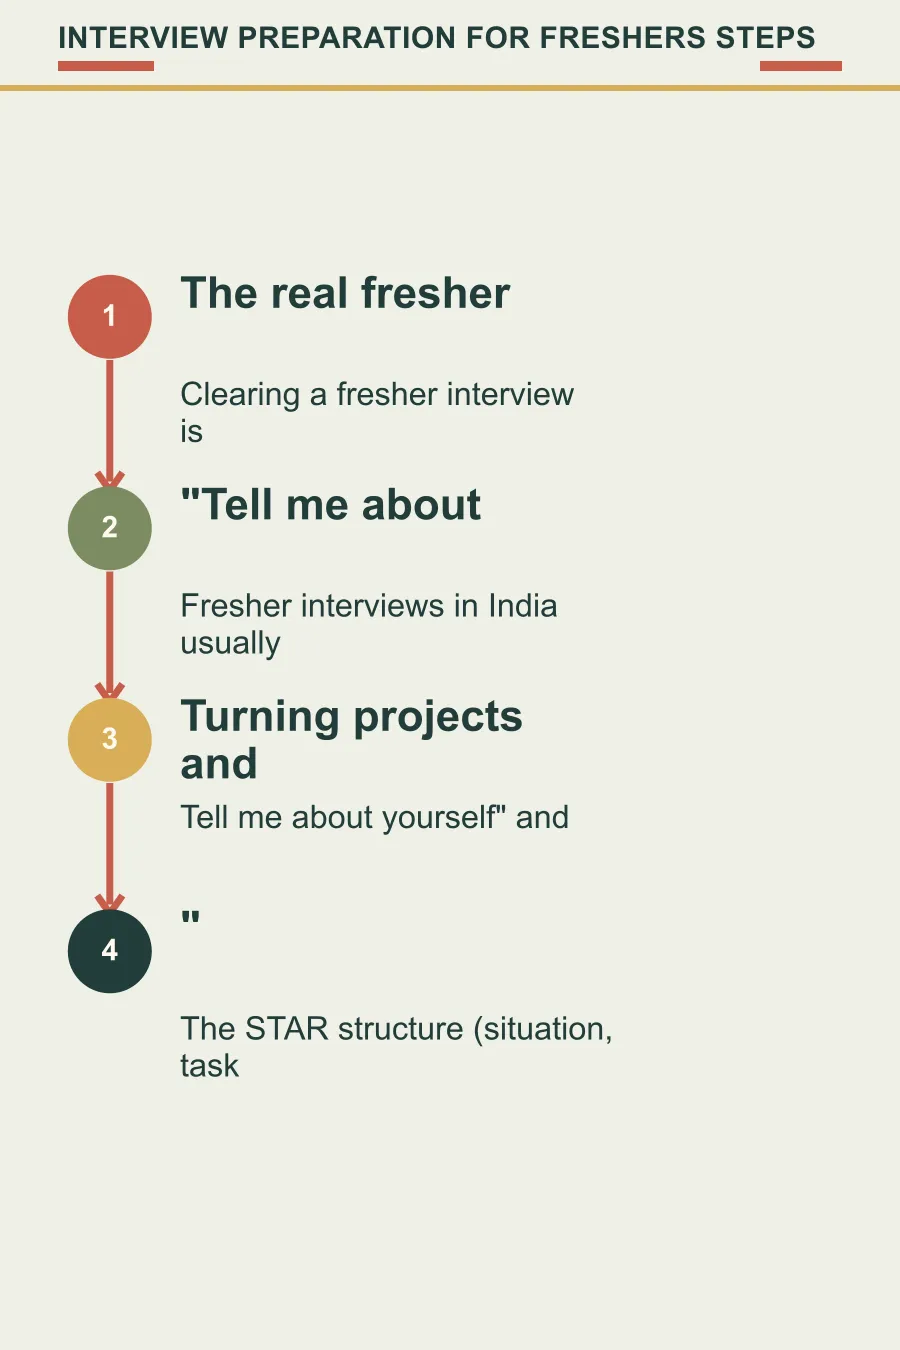 INTERVIEW PREPARATION FOR FRESHERS STEPS
1
The real fresher
Clearing a fresher interview
is
2
"Tell me about
Fresher interviews in India
usually
3
Turning projects
and
Tell me about yourself" and
4
"
The STAR structure (situation,
task